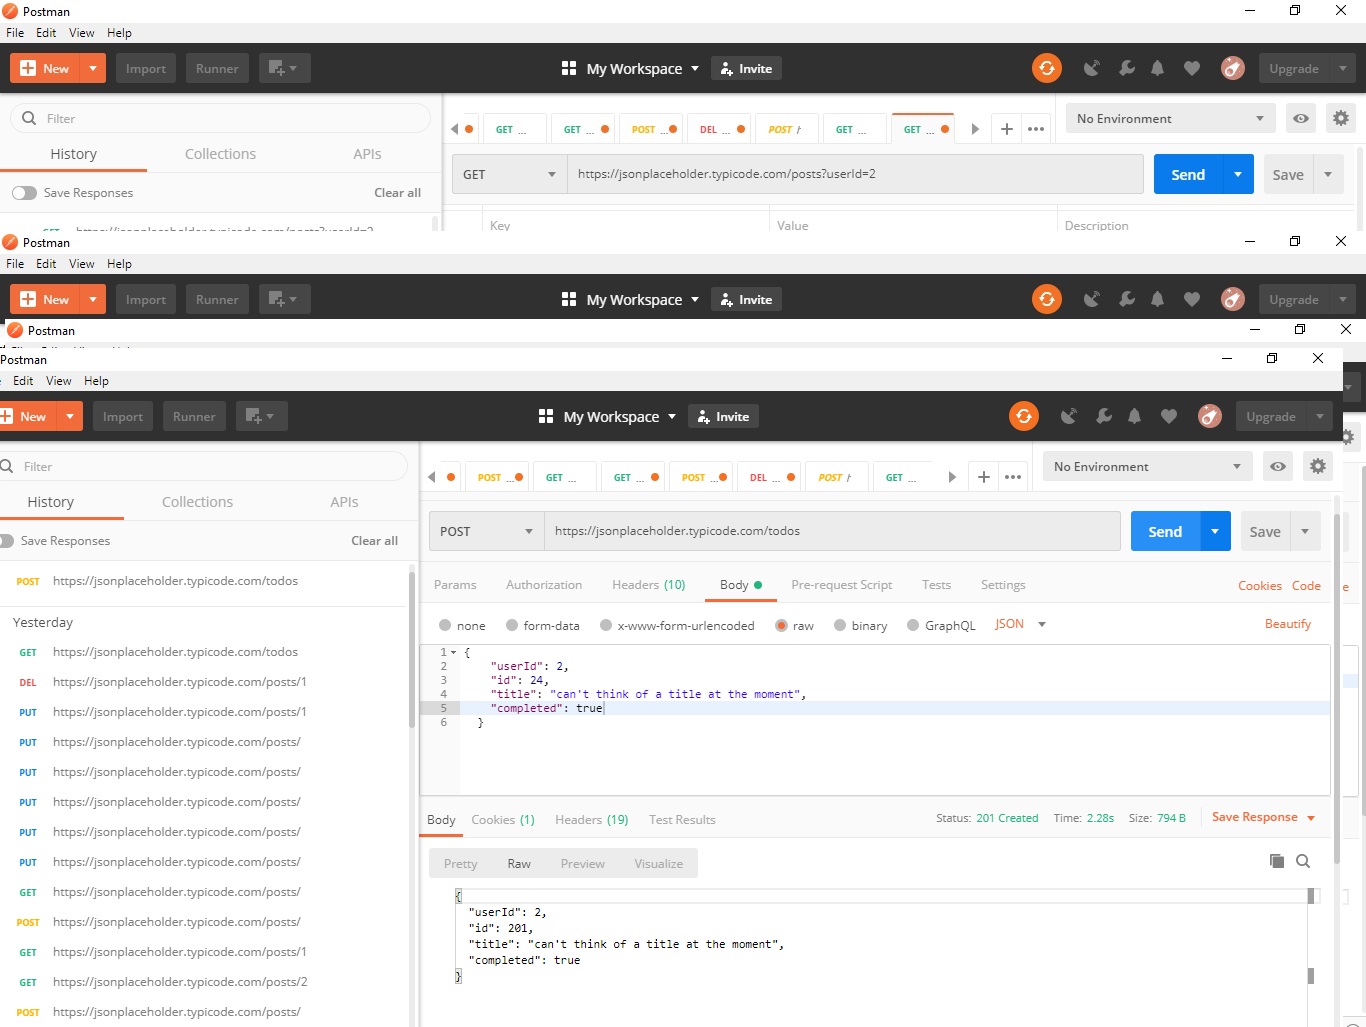 Postman
File Edit View Help
New Import Runner My Workspace Invite Upgrade
Filter
GET ... GET ... POST ... DEL ... POST GET ... GET ... No Environment
History Collections APIs
GET https://jsonplaceholder.typicode.com/posts?userId=2 Send Save
Save Responses Clear all
Key Value Description
GET https://jsonplaceholder.typicode.com/posts?userId=2
Postman
File Edit View Help
New Import Runner My Workspace Invite Upgrade
Postman
Postman
Edit View Help
New Import Runner My Workspace Invite Upgrade
Filter
POST ... GET ... GET ... POST ... DEL ... POST GET ... No Environment
History Collections APIs
POST https://jsonplaceholder.typicode.com/todos Send Save
Save Responses Clear all
POST https://jsonplaceholder.typicode.com/todos
Params Authorization Headers (10) Body Pre-request Script Tests Settings Cookies Code
Yesterday
none form-data x-www-form-urlencoded raw binary GraphQL JSON Beautify
GET https://jsonplaceholder.typicode.com/todos
DEL https://jsonplaceholder.typicode.com/posts/1
PUT https://jsonplaceholder.typicode.com/posts/1
PUT https://jsonplaceholder.typicode.com/posts/
PUT https://jsonplaceholder.typicode.com/posts/
PUT https://jsonplaceholder.typicode.com/posts/
PUT https://jsonplaceholder.typicode.com/posts/
PUT https://jsonplaceholder.typicode.com/posts/
GET https://jsonplaceholder.typicode.com/posts/
POST https://jsonplaceholder.typicode.com/posts/
GET https://jsonplaceholder.typicode.com/posts/1
GET https://jsonplaceholder.typicode.com/posts/2
POST https://jsonplaceholder.typicode.com/posts/
1 {
2 "userId": 2,
3 "id": 24,
4 "title": "can't think of a title at the moment",
5 "completed": true
6 }
Body Cookies (1) Headers (19) Test Results Status: 201 Created Time: 2.28s Size: 794 B Save Response
Pretty Raw Preview Visualize
{
"userId": 2,
"id": 201,
"title": "can't think of a title at the moment",
"completed": true
}